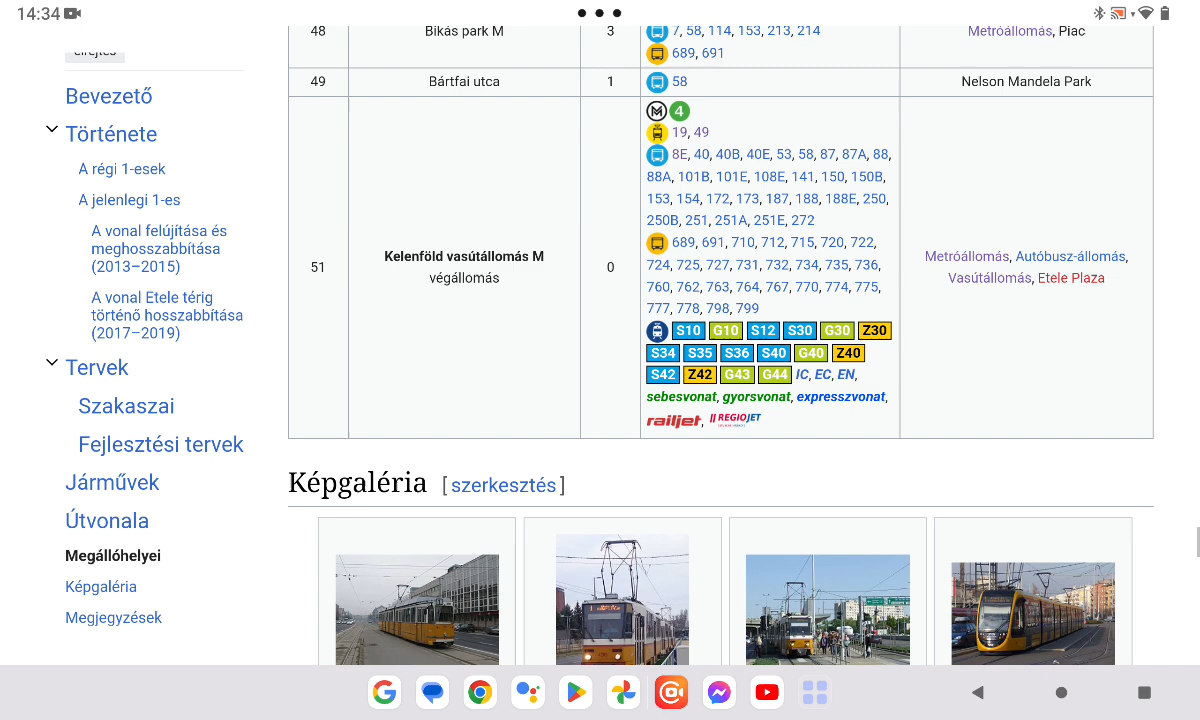 14:34
elrejtés
Bevezető
Története
A régi 1-esek
A jelenlegi 1-es
A vonal felújítása és
meghosszabbítása
(2013–2015)
A vonal Etele térig
történő hosszabbítása
(2017–2019)
Tervek
Szakaszai
Fejlesztési tervek
Járművek
Útvonala
Megállóhelyei
Képgaléria
Megjegyzések
48 Bikás park M 3 7, 58, 114, 153, 213, 214 Metróállomás, Piac
689, 691
49 Bártfai utca 1 58 Nelson Mandela Park
M 4
19, 49
8E, 40, 40B, 40E, 53, 58, 87, 87A, 88,
88A, 101B, 101E, 108E, 141, 150, 150B,
153, 154, 172, 173, 187, 188, 188E, 250,
250B, 251, 251A, 251E, 272
689, 691, 710, 712, 715, 720, 722,
724, 725, 727, 731, 732, 734, 735, 736,
760, 762, 763, 764, 767, 770, 774, 775,
777, 778, 798, 799
S10 G10 S12 S30 G30 Z30
S34 S35 S36 S40 G40 Z40
S42 Z42 G43 G44 IC, EC, EN,
sebesvonat, gyorsvonat, expresszvonat,
railjet, REGIOJET
51 Kelenföld vasútállomás M
végállomás
0
Metróállomás, Autóbusz-állomás,
Vasútállomás, Etele Plaza
Képgaléria [ szerkesztés ]